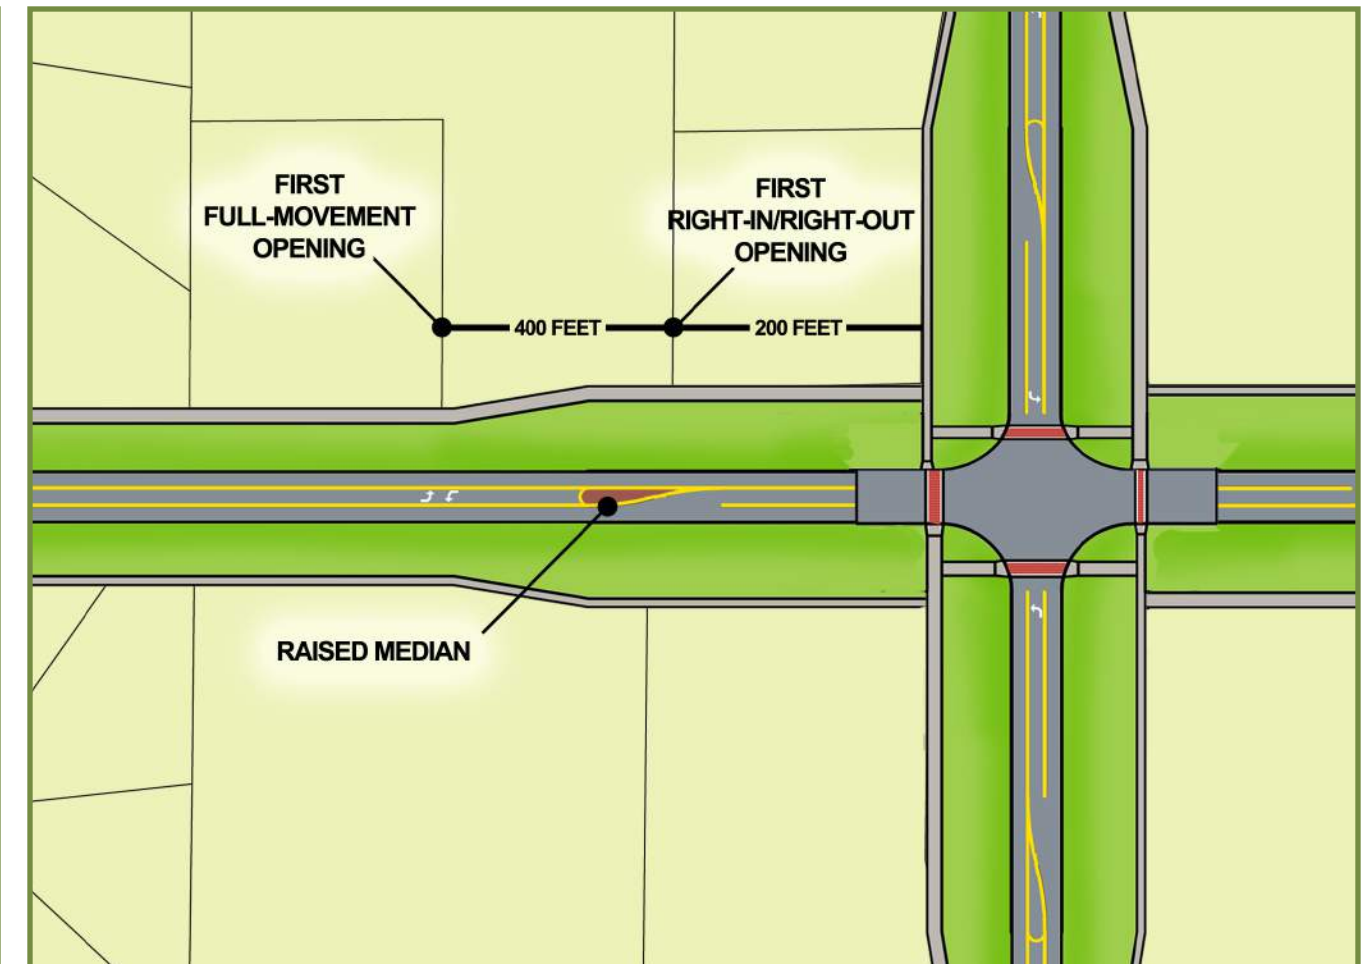 FIRST
FULL-MOVEMENT
OPENING
FIRST
RIGHT-IN/RIGHT-OUT
OPENING
400 FEET
200 FEET
RAISED MEDIAN